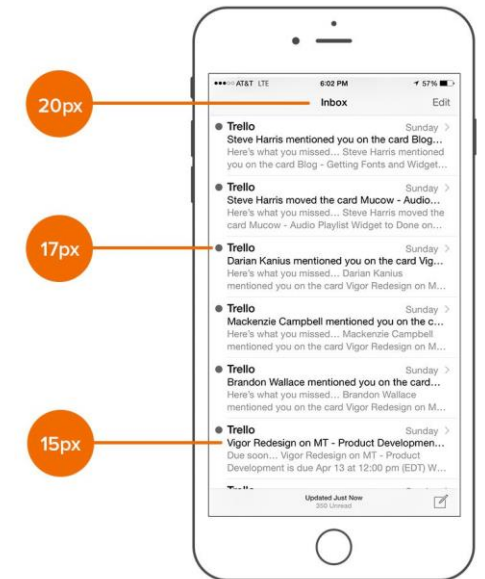 ●●●○○ AT&T LTE 6:02 PM 57%
20px
Inbox Edit
Trello Sunday >
Steve Harris mentioned you on the card Blog...
Here's what you missed... Steve Harris mentioned
you on the card Blog - Getting Fonts and Widget...
Trello Sunday >
Steve Harris moved the card Mucow - Audio...
Here's what you missed... Steve Harris moved the
card Mucow - Audio Playlist Widget to Done on...
17px
Trello Sunday >
Darian Kanius mentioned you on the card Vig...
Here's what you missed... Darian Kanius
mentioned you on the card Vigor Redesign on M...
Trello Sunday >
Mackenzie Campbell mentioned you on the c...
Here's what you missed... Mackenzie Campbell
mentioned you on the card Vigor Redesign on M...
Trello Sunday >
Brandon Wallace mentioned you on the card...
Here's what you missed... Brandon Wallace
mentioned you on the card Vigor Redesign on M...
Trello Sunday >
15px
Vigor Redesign on MT - Product Developmen...
Due soon... Vigor Redesign on MT - Product
Development is due Apr 13 at 12:00 pm (EDT) W...
Updated Just Now
200 Unread